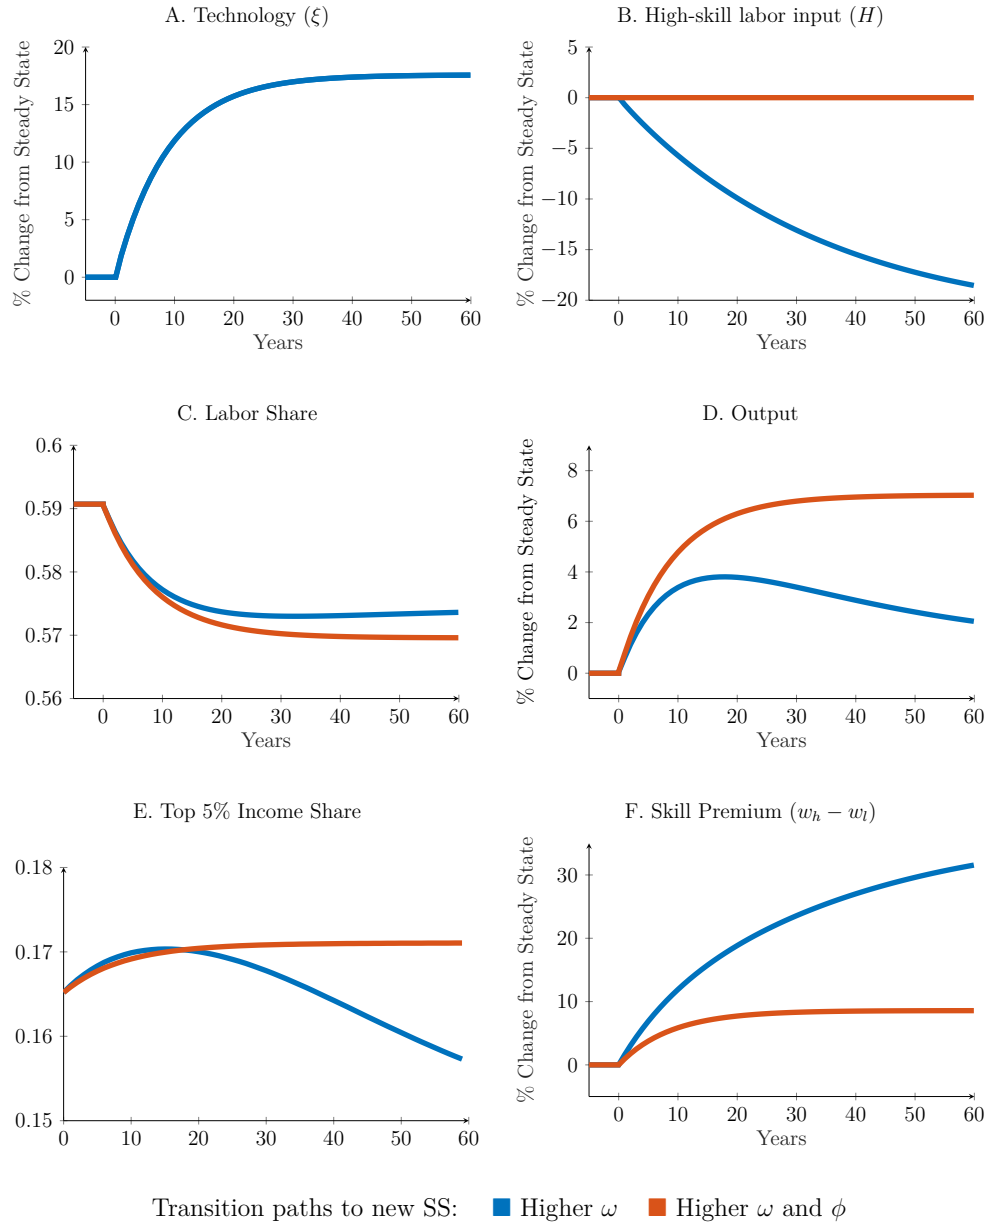 A. Technology (ξ)
% Change from Steady State
20
15
10
5
0
0 10 20 30 40 50 60
Years
B. High-skill labor input (H)
% Change from Steady State
5
0
−5
−10
−15
−20
0 10 20 30 40 50 60
Years
C. Labor Share
0.6
0.59
0.58
0.57
0.56
0 10 20 30 40 50 60
Years
D. Output
% Change from Steady State
8
6
4
2
0
0 10 20 30 40 50 60
Years
E. Top 5% Income Share
0.18
0.17
0.16
0.15
0 10 20 30 40 50 60
F. Skill Premium (wₕ − wₗ)
% Change from Steady State
30
20
10
0
0 10 20 30 40 50 60
Years
Transition paths to new SS: Higher ω Higher ω and ϕ